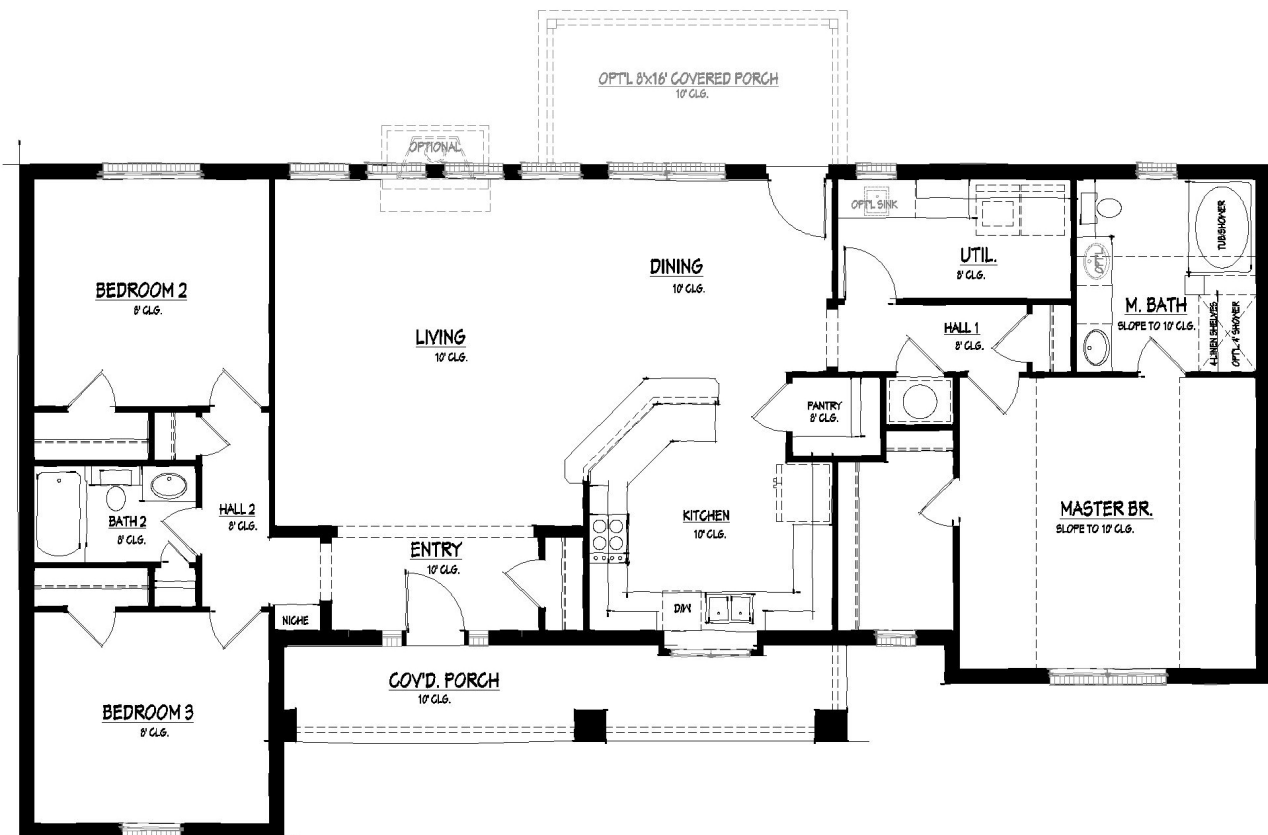 OPT'L 8'x16' COVERED PORCH
10' CLG.
OPTIONAL
OPT'L SINK
UTIL.
8' CLG.
OPT'L
TUB/SHOWER
M. BATH
SLOPE TO 10' CLG.
4-LINEN SHELVES
OPT'L 4' SHOWER
BEDROOM 2
8' CLG.
DINING
10' CLG.
LIVING
10' CLG.
HALL 1
8' CLG.
PANTRY
8' CLG.
HALL 2
8' CLG.
BATH 2
8' CLG.
KITCHEN
10' CLG.
MASTER BR.
SLOPE TO 10' CLG.
ENTRY
10' CLG.
D/W
NICHE
COV'D. PORCH
10' CLG.
BEDROOM 3
8' CLG.